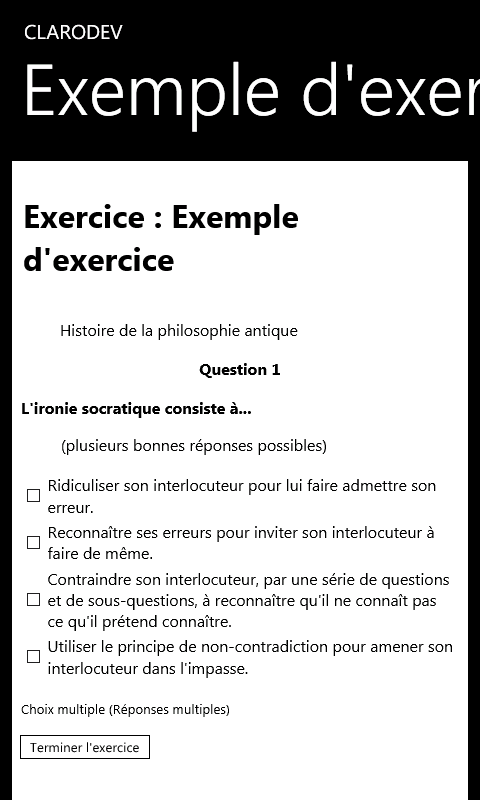 CLARODEV
Exemple d'exer
Exercice : Exemple
d'exercice
Histoire de la philosophie antique
Question 1
L'ironie socratique consiste à...
(plusieurs bonnes réponses possibles)
Ridiculiser son interlocuteur pour lui faire admettre son
erreur.
Reconnaître ses erreurs pour inviter son interlocuteur à
faire de même.
Contraindre son interlocuteur, par une série de questions
et de sous-questions, à reconnaître qu'il ne connaît pas
ce qu'il prétend connaître.
Utiliser le principe de non-contradiction pour amener son
interlocuteur dans l'impasse.
Choix multiple (Réponses multiples)
Terminer l'exercice